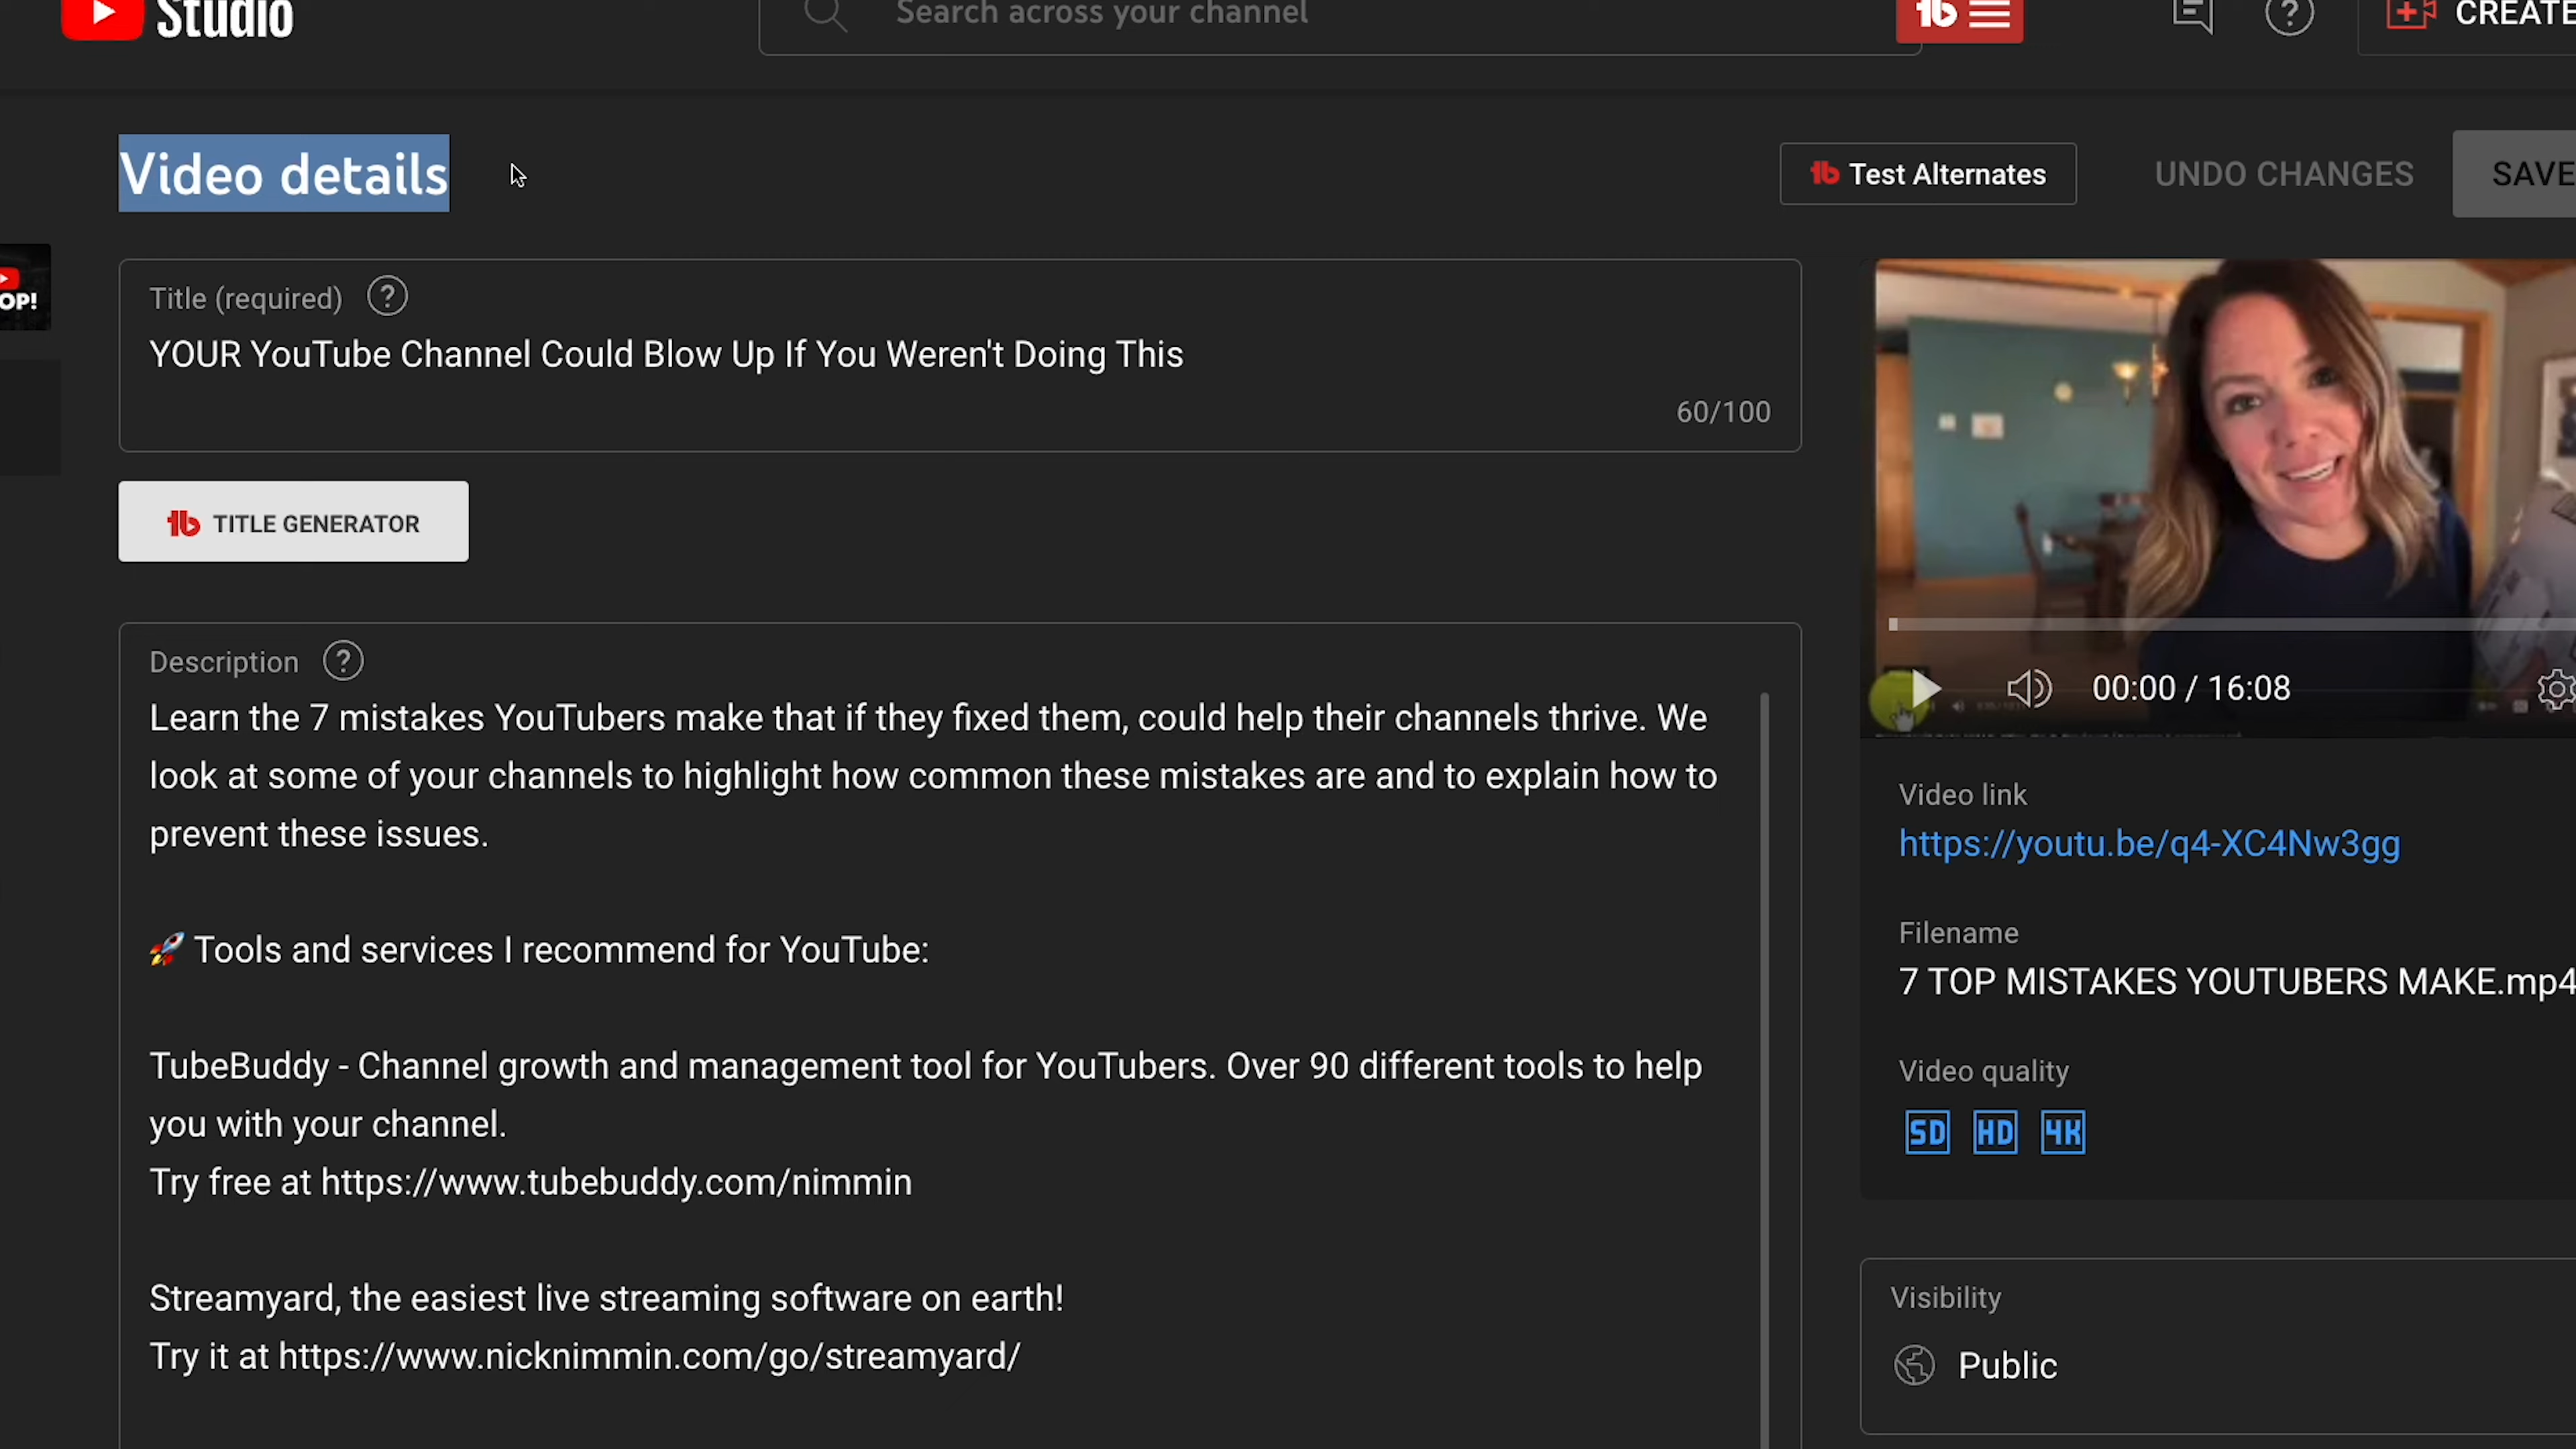 Studio
Search across your channel
CREATE
Video details
Test Alternates
UNDO CHANGES
SAVE
OP!
Title (required)
YOUR YouTube Channel Could Blow Up If You Weren't Doing This
60/100
TITLE GENERATOR
Description
Learn the 7 mistakes YouTubers make that if they fixed them, could help their channels thrive. We
look at some of your channels to highlight how common these mistakes are and to explain how to
prevent these issues.
🚀 Tools and services I recommend for YouTube:
TubeBuddy - Channel growth and management tool for YouTubers. Over 90 different tools to help
you with your channel.
Try free at https://www.tubebuddy.com/nimmin
Streamyard, the easiest live streaming software on earth!
Try it at https://www.nicknimmin.com/go/streamyard/
00:00 / 16:08
Video link
https://youtu.be/q4-XC4Nw3gg
Filename
7 TOP MISTAKES YOUTUBERS MAKE.mp4
Video quality
SD HD 4K
Visibility
Public